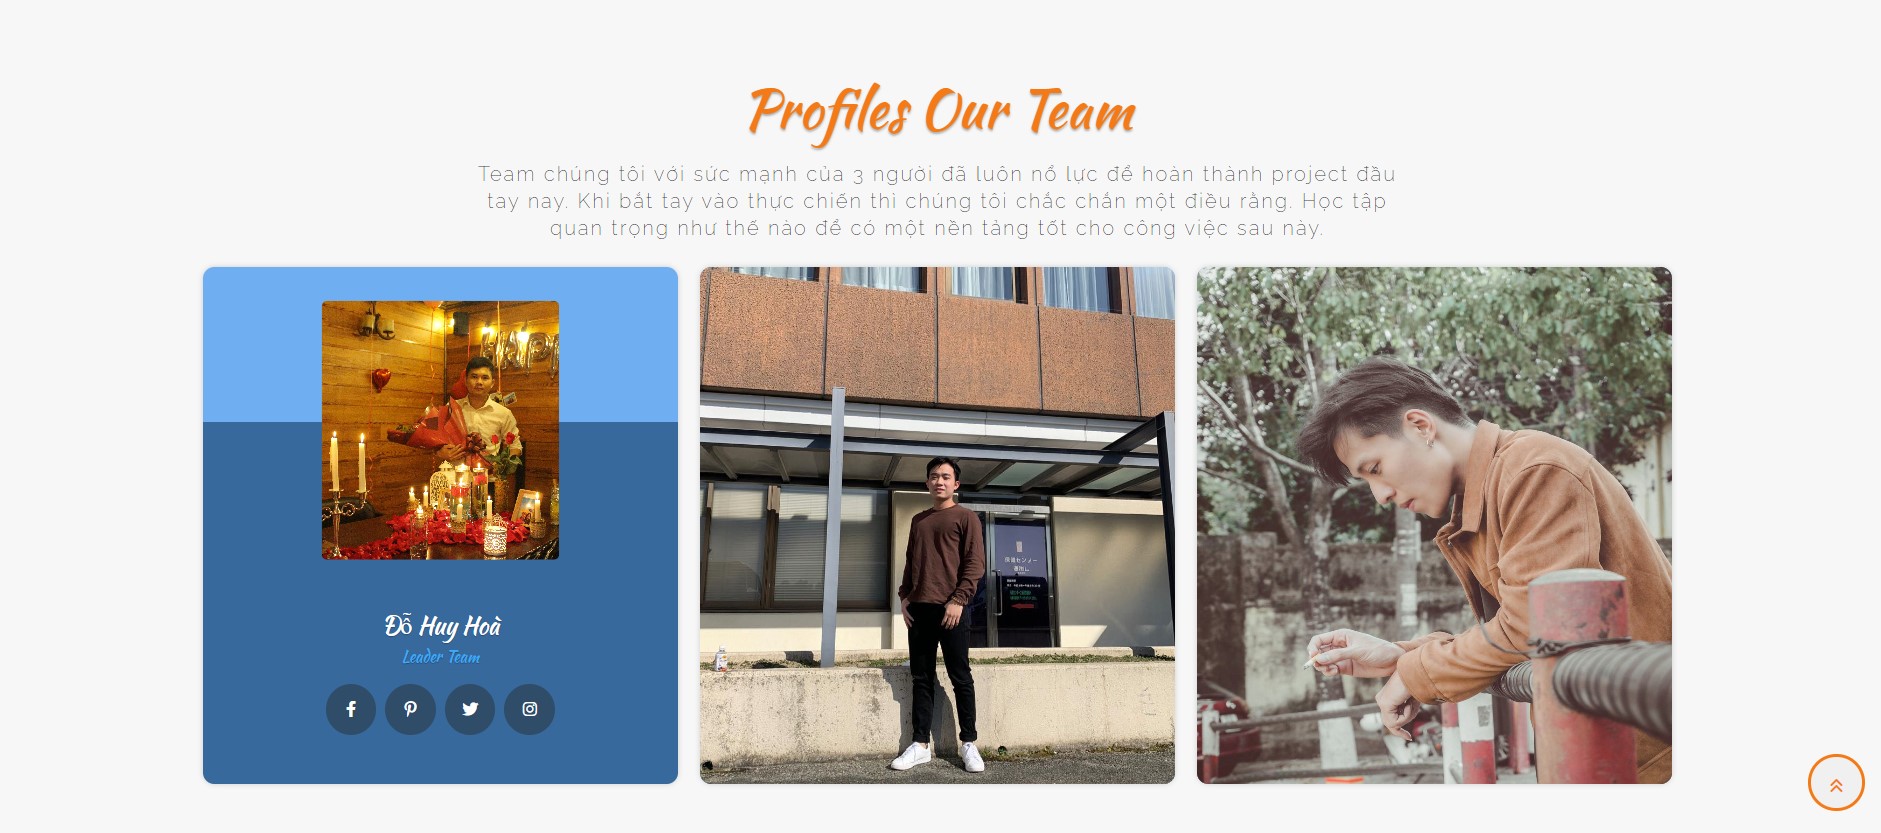 Profiles Our Team
Team chúng tôi với sức mạnh của 3 người đã luôn nổ lực để hoàn thành project đầu
tay nay. Khi bắt tay vào thực chiến thì chúng tôi chắc chắn một điều rằng. Học tập
quan trọng như thế nào để có một nền tảng tốt cho công việc sau này.
Đỗ Huy Hoà
Leader Team